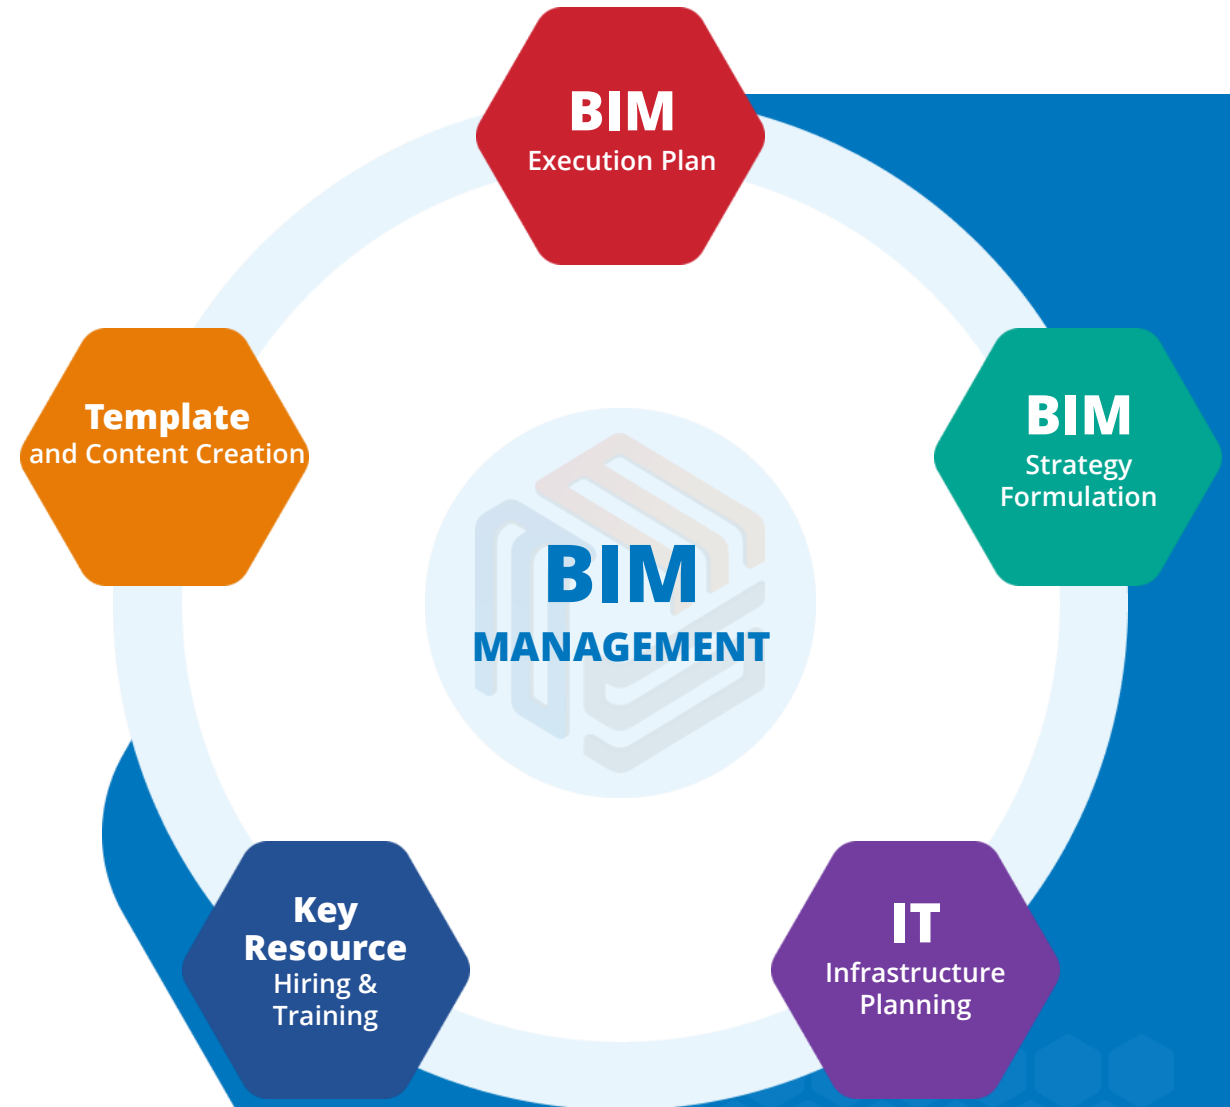 BIM
Execution Plan
BIM
Strategy
Formulation
IT
Infrastructure
Planning
Key
Resource
Hiring &
Training
Template
and Content Creation
BIM
MANAGEMENT